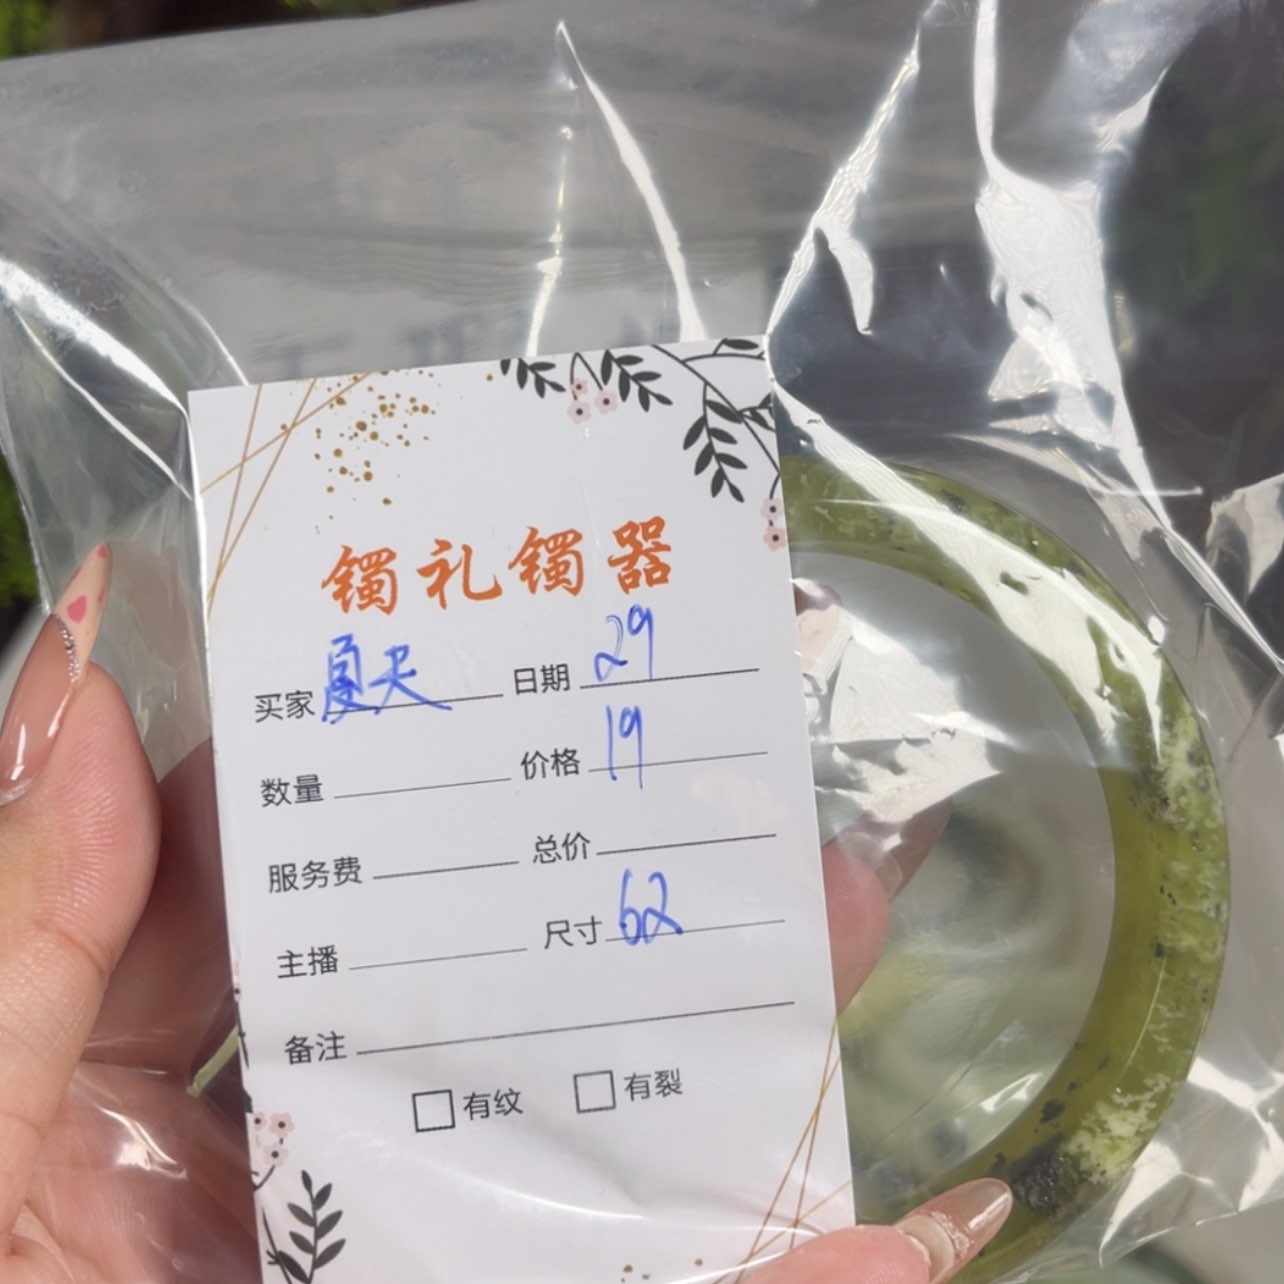 镯礼镯器
买家 夏天 日期 29
数量 价格 19
服务费 总价
主播 尺寸 62
备注
有纹 有裂